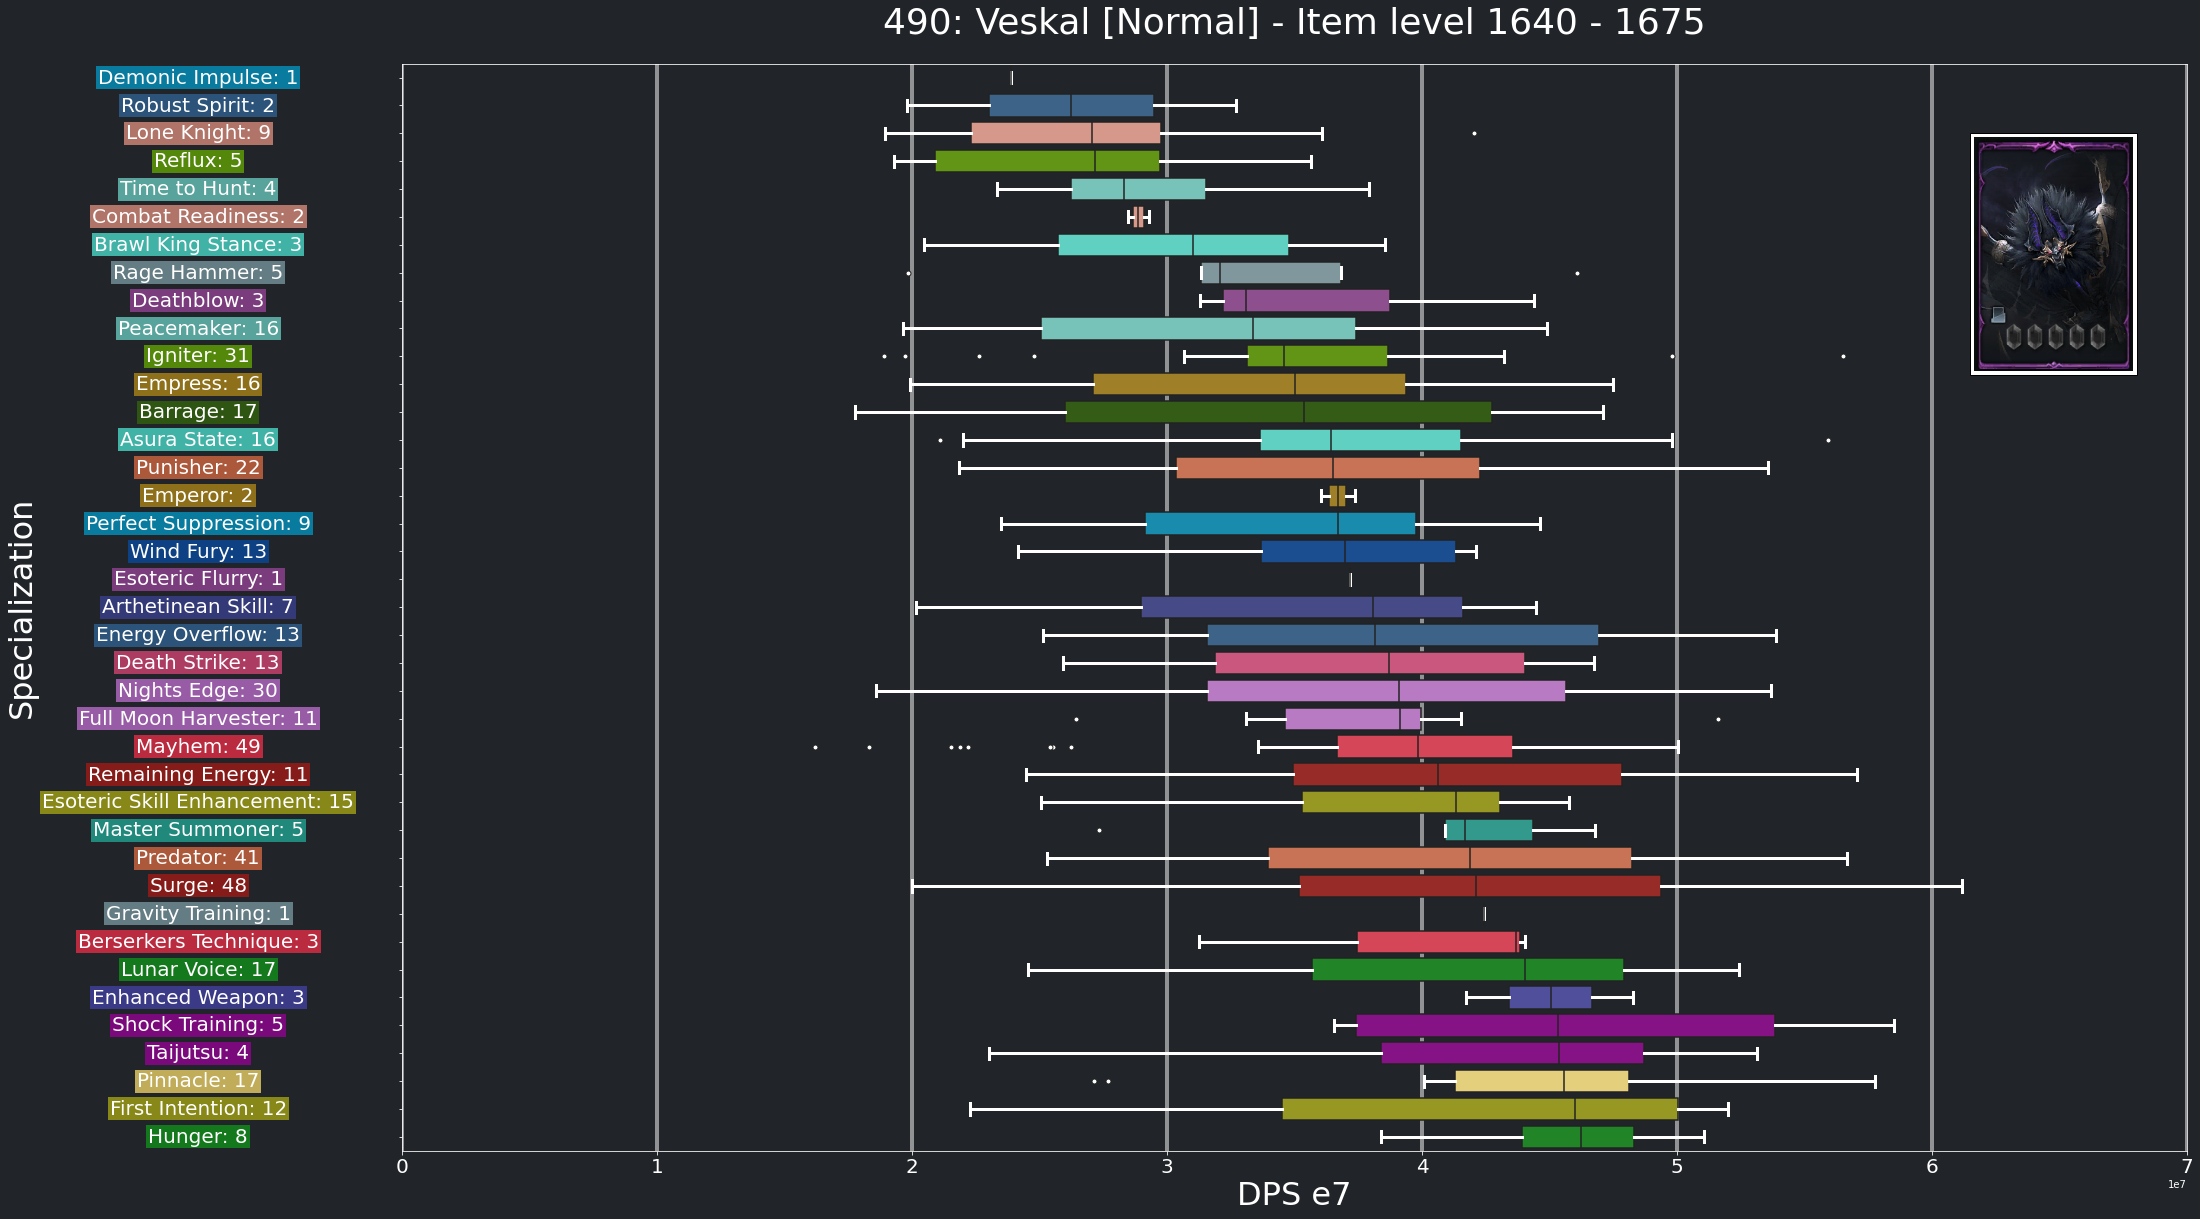 490: Veskal [Normal] - Item level 1640 - 1675
Specialization
Demonic Impulse: 1
Robust Spirit: 2
Lone Knight: 9
Reflux: 5
Time to Hunt: 4
Combat Readiness: 2
Brawl King Stance: 3
Rage Hammer: 5
Deathblow: 3
Peacemaker: 16
Igniter: 31
Empress: 16
Barrage: 17
Asura State: 16
Punisher: 22
Emperor: 2
Perfect Suppression: 9
Wind Fury: 13
Esoteric Flurry: 1
Arthetinean Skill: 7
Energy Overflow: 13
Death Strike: 13
Nights Edge: 30
Full Moon Harvester: 11
Mayhem: 49
Remaining Energy: 11
Esoteric Skill Enhancement: 15
Master Summoner: 5
Predator: 41
Surge: 48
Gravity Training: 1
Berserkers Technique: 3
Lunar Voice: 17
Enhanced Weapon: 3
Shock Training: 5
Taijutsu: 4
Pinnacle: 17
First Intention: 12
Hunger: 8
0 1 2 3 4 5 6 7
1e7
DPS e7